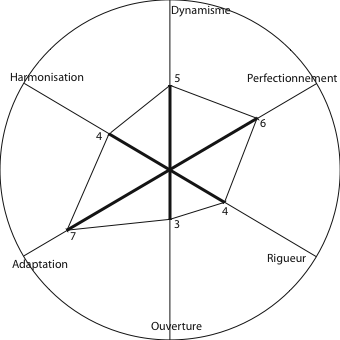 Dynamisme
Harmonisation
5
Perfectionnement
4
6
4
3
7
Rigueur
Adaptation
Ouverture